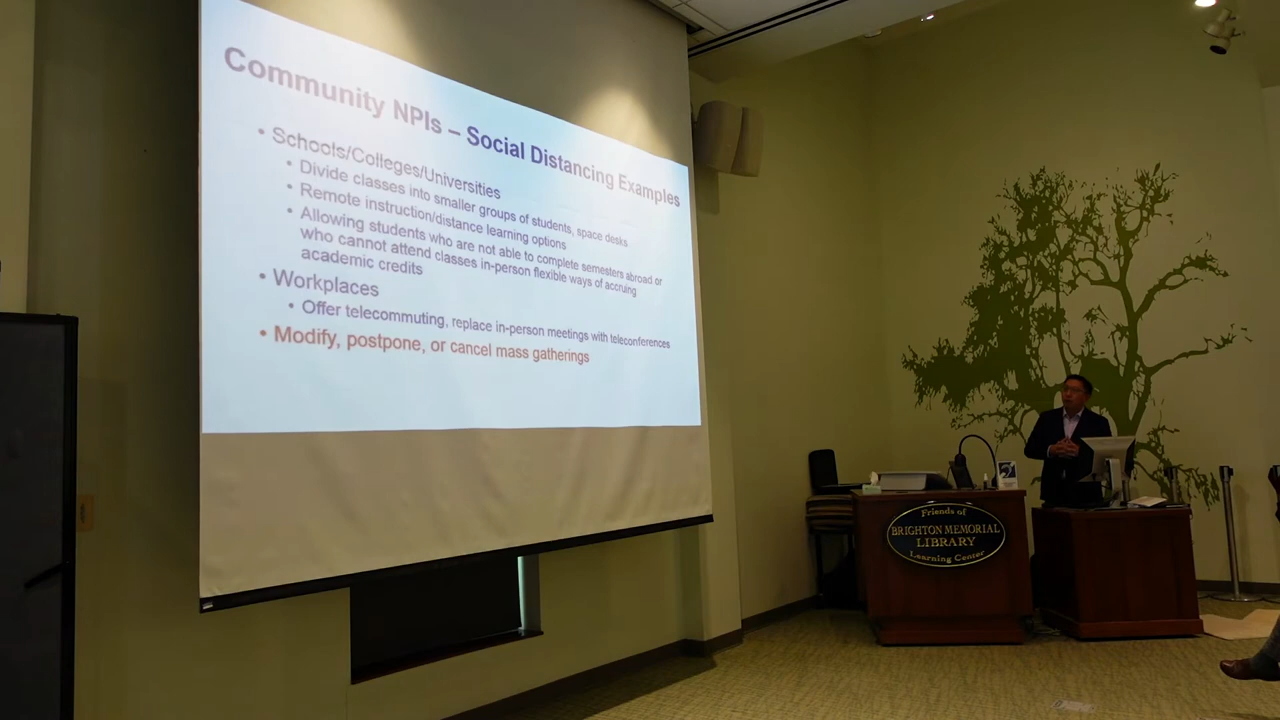 Community NPIs – Social Distancing Examples
• Schools/Colleges/Universities
• Divide classes into smaller groups of students, space desks
• Remote instruction/distance learning options
• Allowing students who are not able to complete semesters abroad or
who cannot attend classes in-person flexible ways of accruing
academic credits
• Workplaces
• Offer telecommuting, replace in-person meetings with teleconferences
• Modify, postpone, or cancel mass gatherings
Friends of
BRIGHTON MEMORIAL
LIBRARY
Learning Center